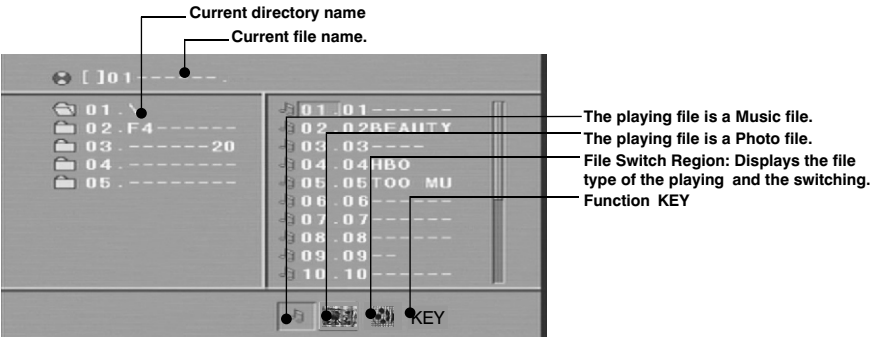 Current directory name
Current file name.
[ ]01-------.
01.\
02.F4------
03.------20
04.--------
05.--------
01.01------
02.02BEAUTY
03.03----
04.04HBO
05.05TOO MU
06.06------
07.07------
08.08------
09.09--
10.10------
KEY
The playing file is a Music file.
The playing file is a Photo file.
File Switch Region: Displays the file
type of the playing and the switching.
Function KEY